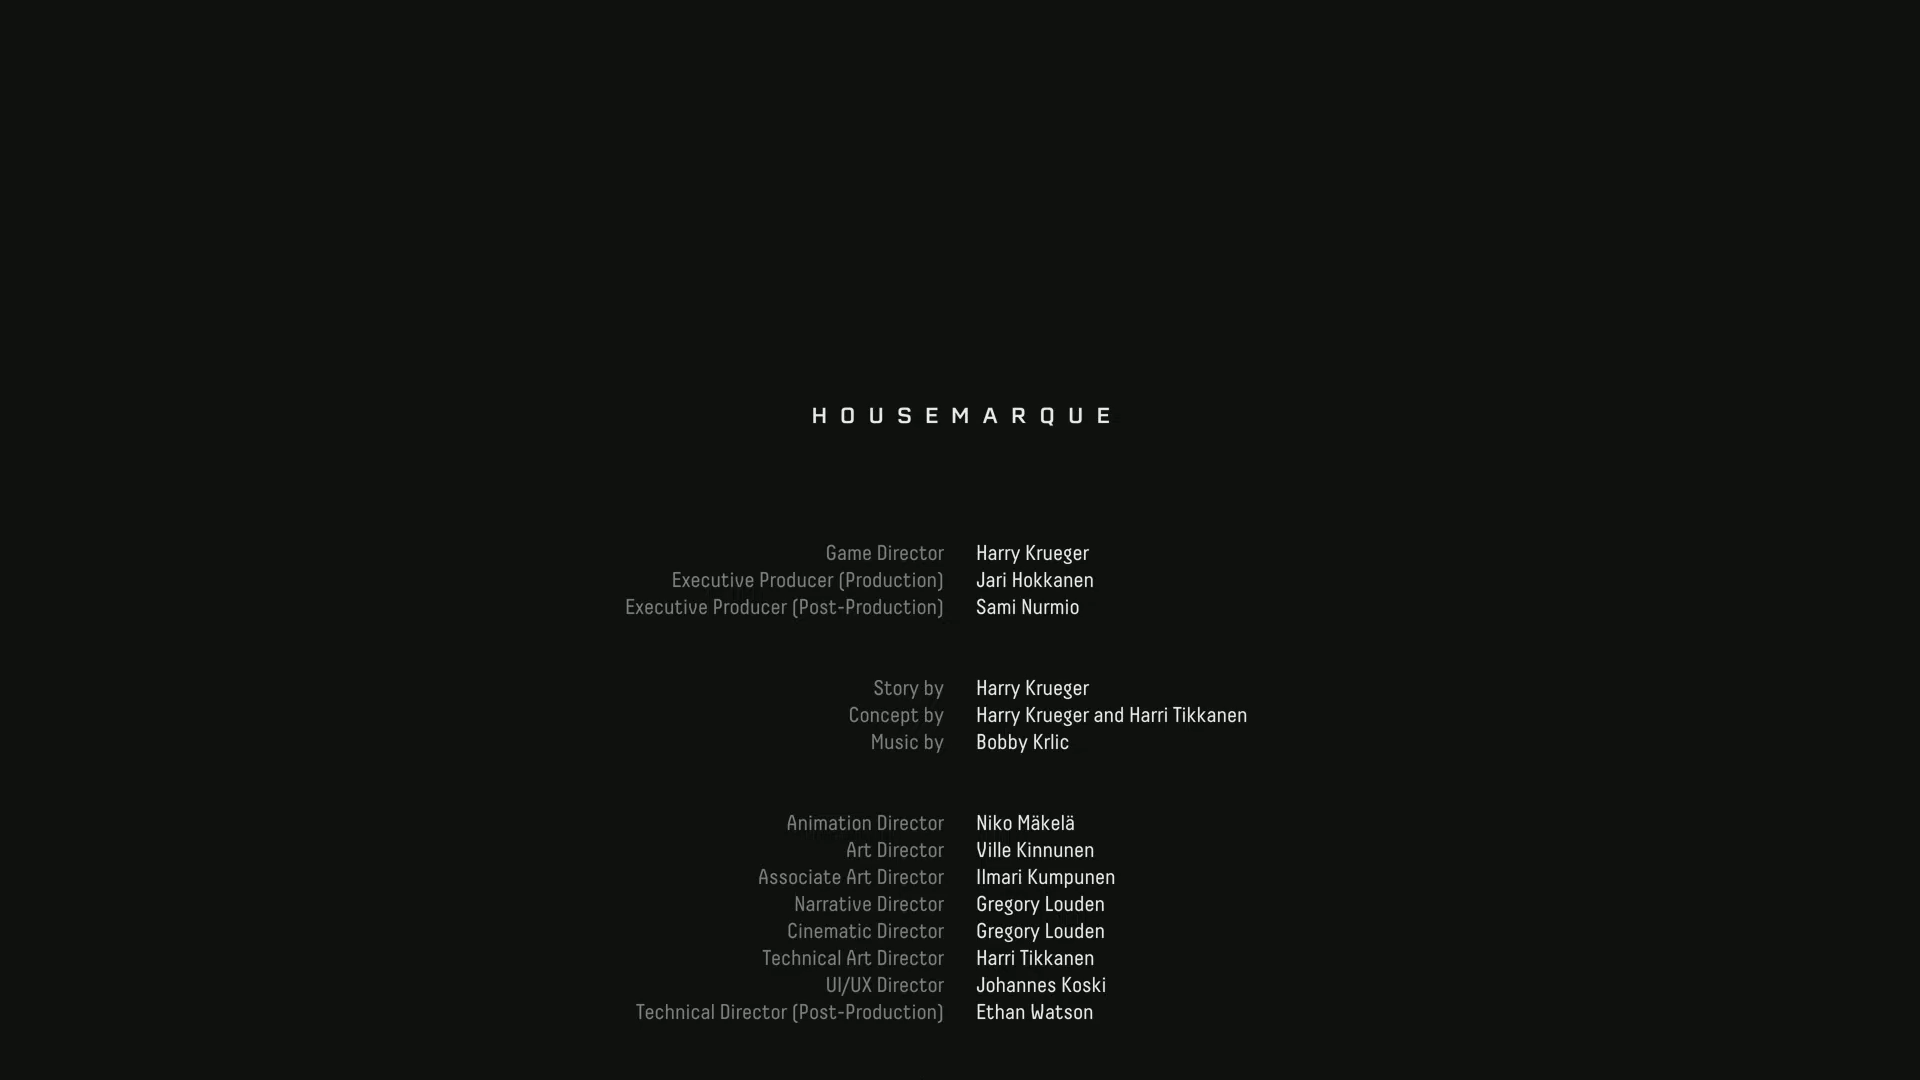 HOUSEMARQUE
Game Director Harry Krueger
Executive Producer (Production) Jari Hokkanen
Executive Producer (Post-Production) Sami Nurmio
Story by Harry Krueger
Concept by Harry Krueger and Harri Tikkanen
Music by Bobby Krlic
Animation Director Niko Mäkelä
Art Director Ville Kinnunen
Associate Art Director Ilmari Kumpunen
Narrative Director Gregory Louden
Cinematic Director Gregory Louden
Technical Art Director Harri Tikkanen
UI/UX Director Johannes Koski
Technical Director (Post-Production) Ethan Watson